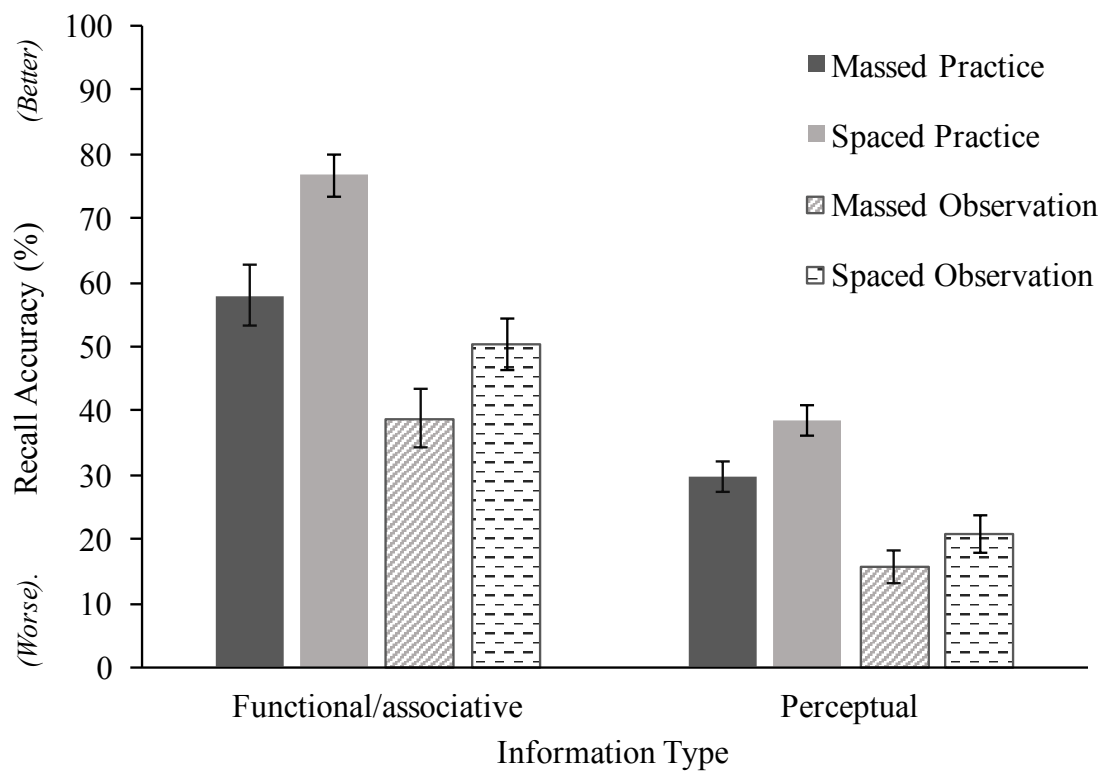 100
90
80
70
60
50
40
30
20
10
0
(Better)
Recall Accuracy (%)
(Worse).
Massed Practice
Spaced Practice
Massed Observation
Spaced Observation
Functional/associative
Perceptual
Information Type